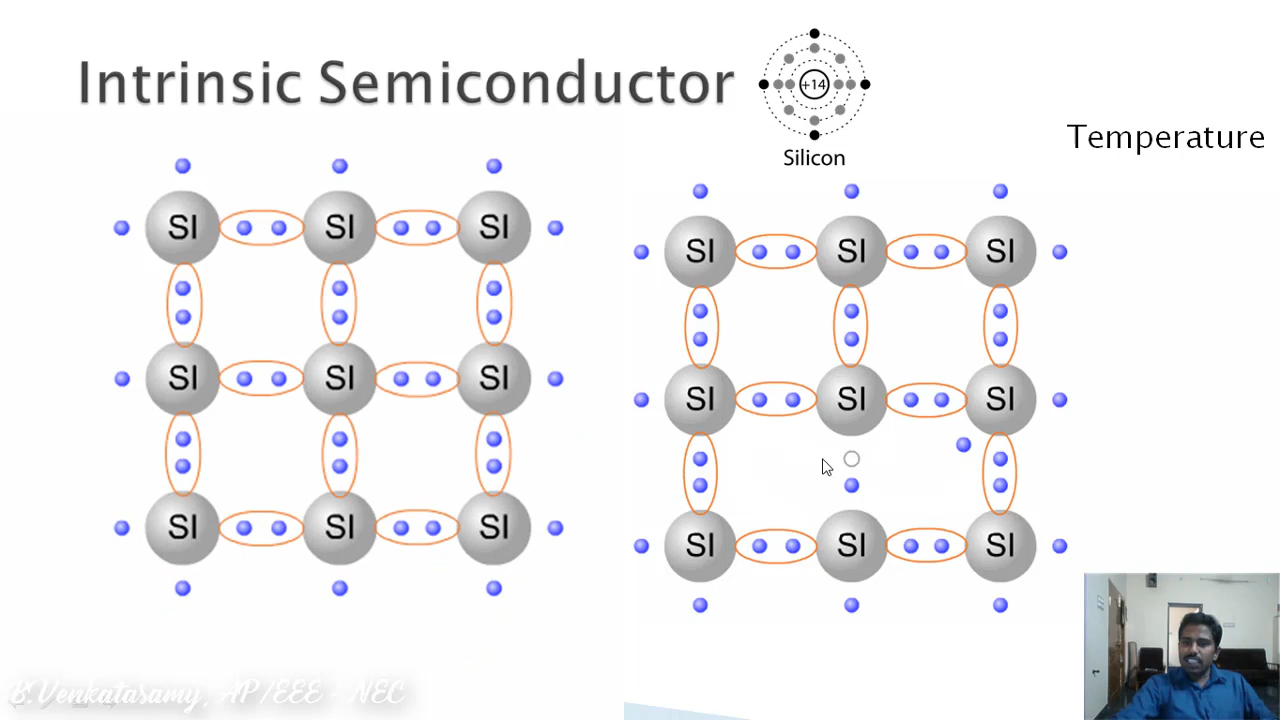 Intrinsic Semiconductor
+14
Silicon
Temperature
SI SI SI
SI SI SI
SI SI SI
SI SI SI
SI SI SI
SI SI SI
B.Venkatasamy, AP/EEE - NEC